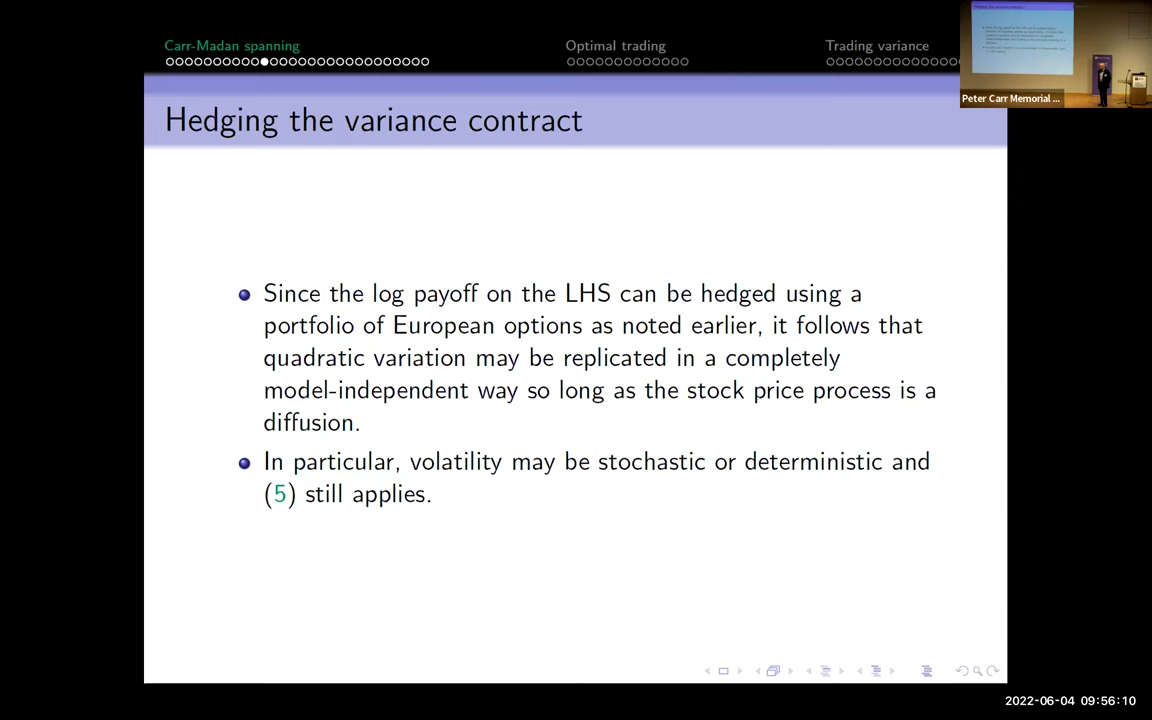 Carr-Madan spanning
Optimal trading
Trading variance
Hedging the variance contract
Peter Carr Memorial ...
Since the log payoff on the LHS can be hedged using a
portfolio of European options as noted earlier, it follows that
quadratic variation may be replicated in a completely
model-independent way so long as the stock price process is a
diffusion.
In particular, volatility may be stochastic or deterministic and
(5) still applies.
2022-06-04 09:56:10